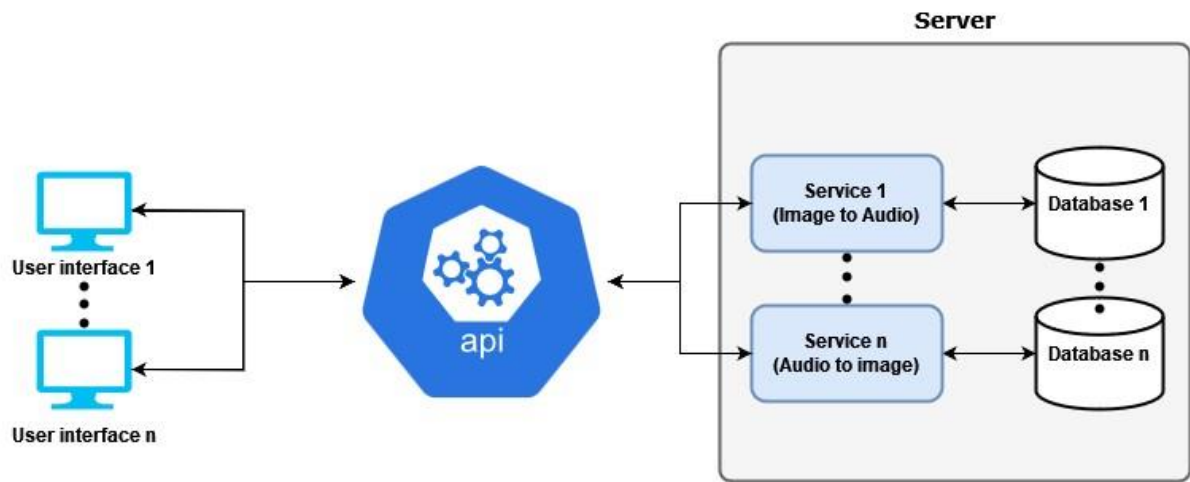 Server
Service 1
(Image to Audio)
Database 1
User interface 1
api
Service n
(Audio to image)
Database n
User interface n